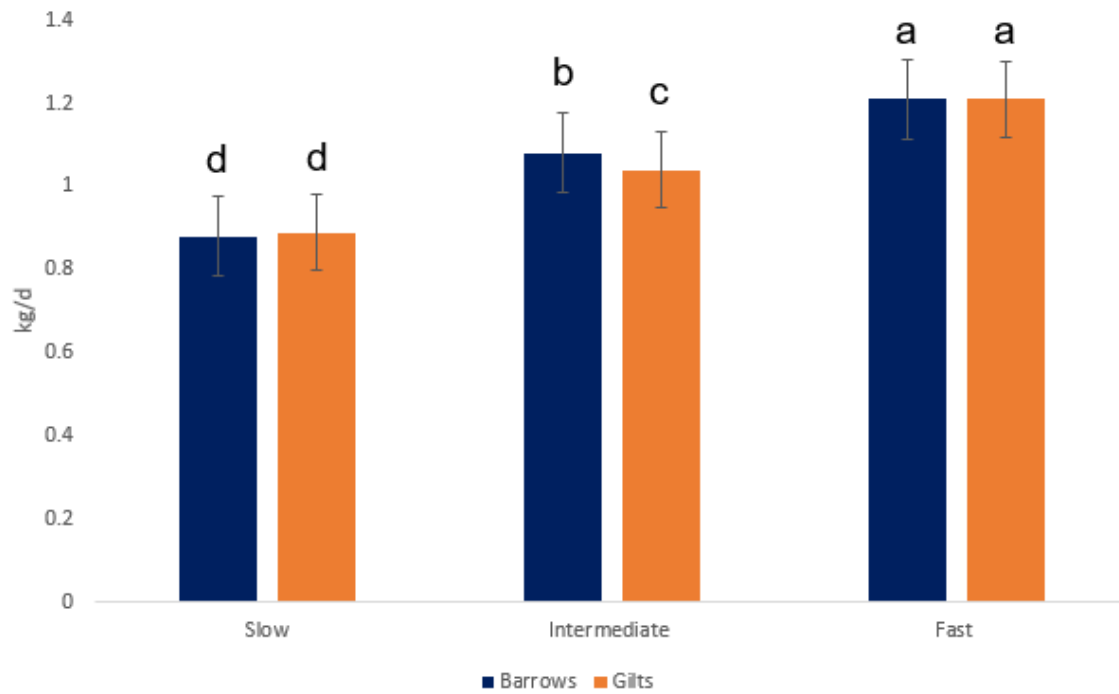 1.4
a a
b
1.2
c
d d
1
0.8
kg/d
0.6
0.4
0.2
0
Slow Intermediate Fast
Barrows Gilts